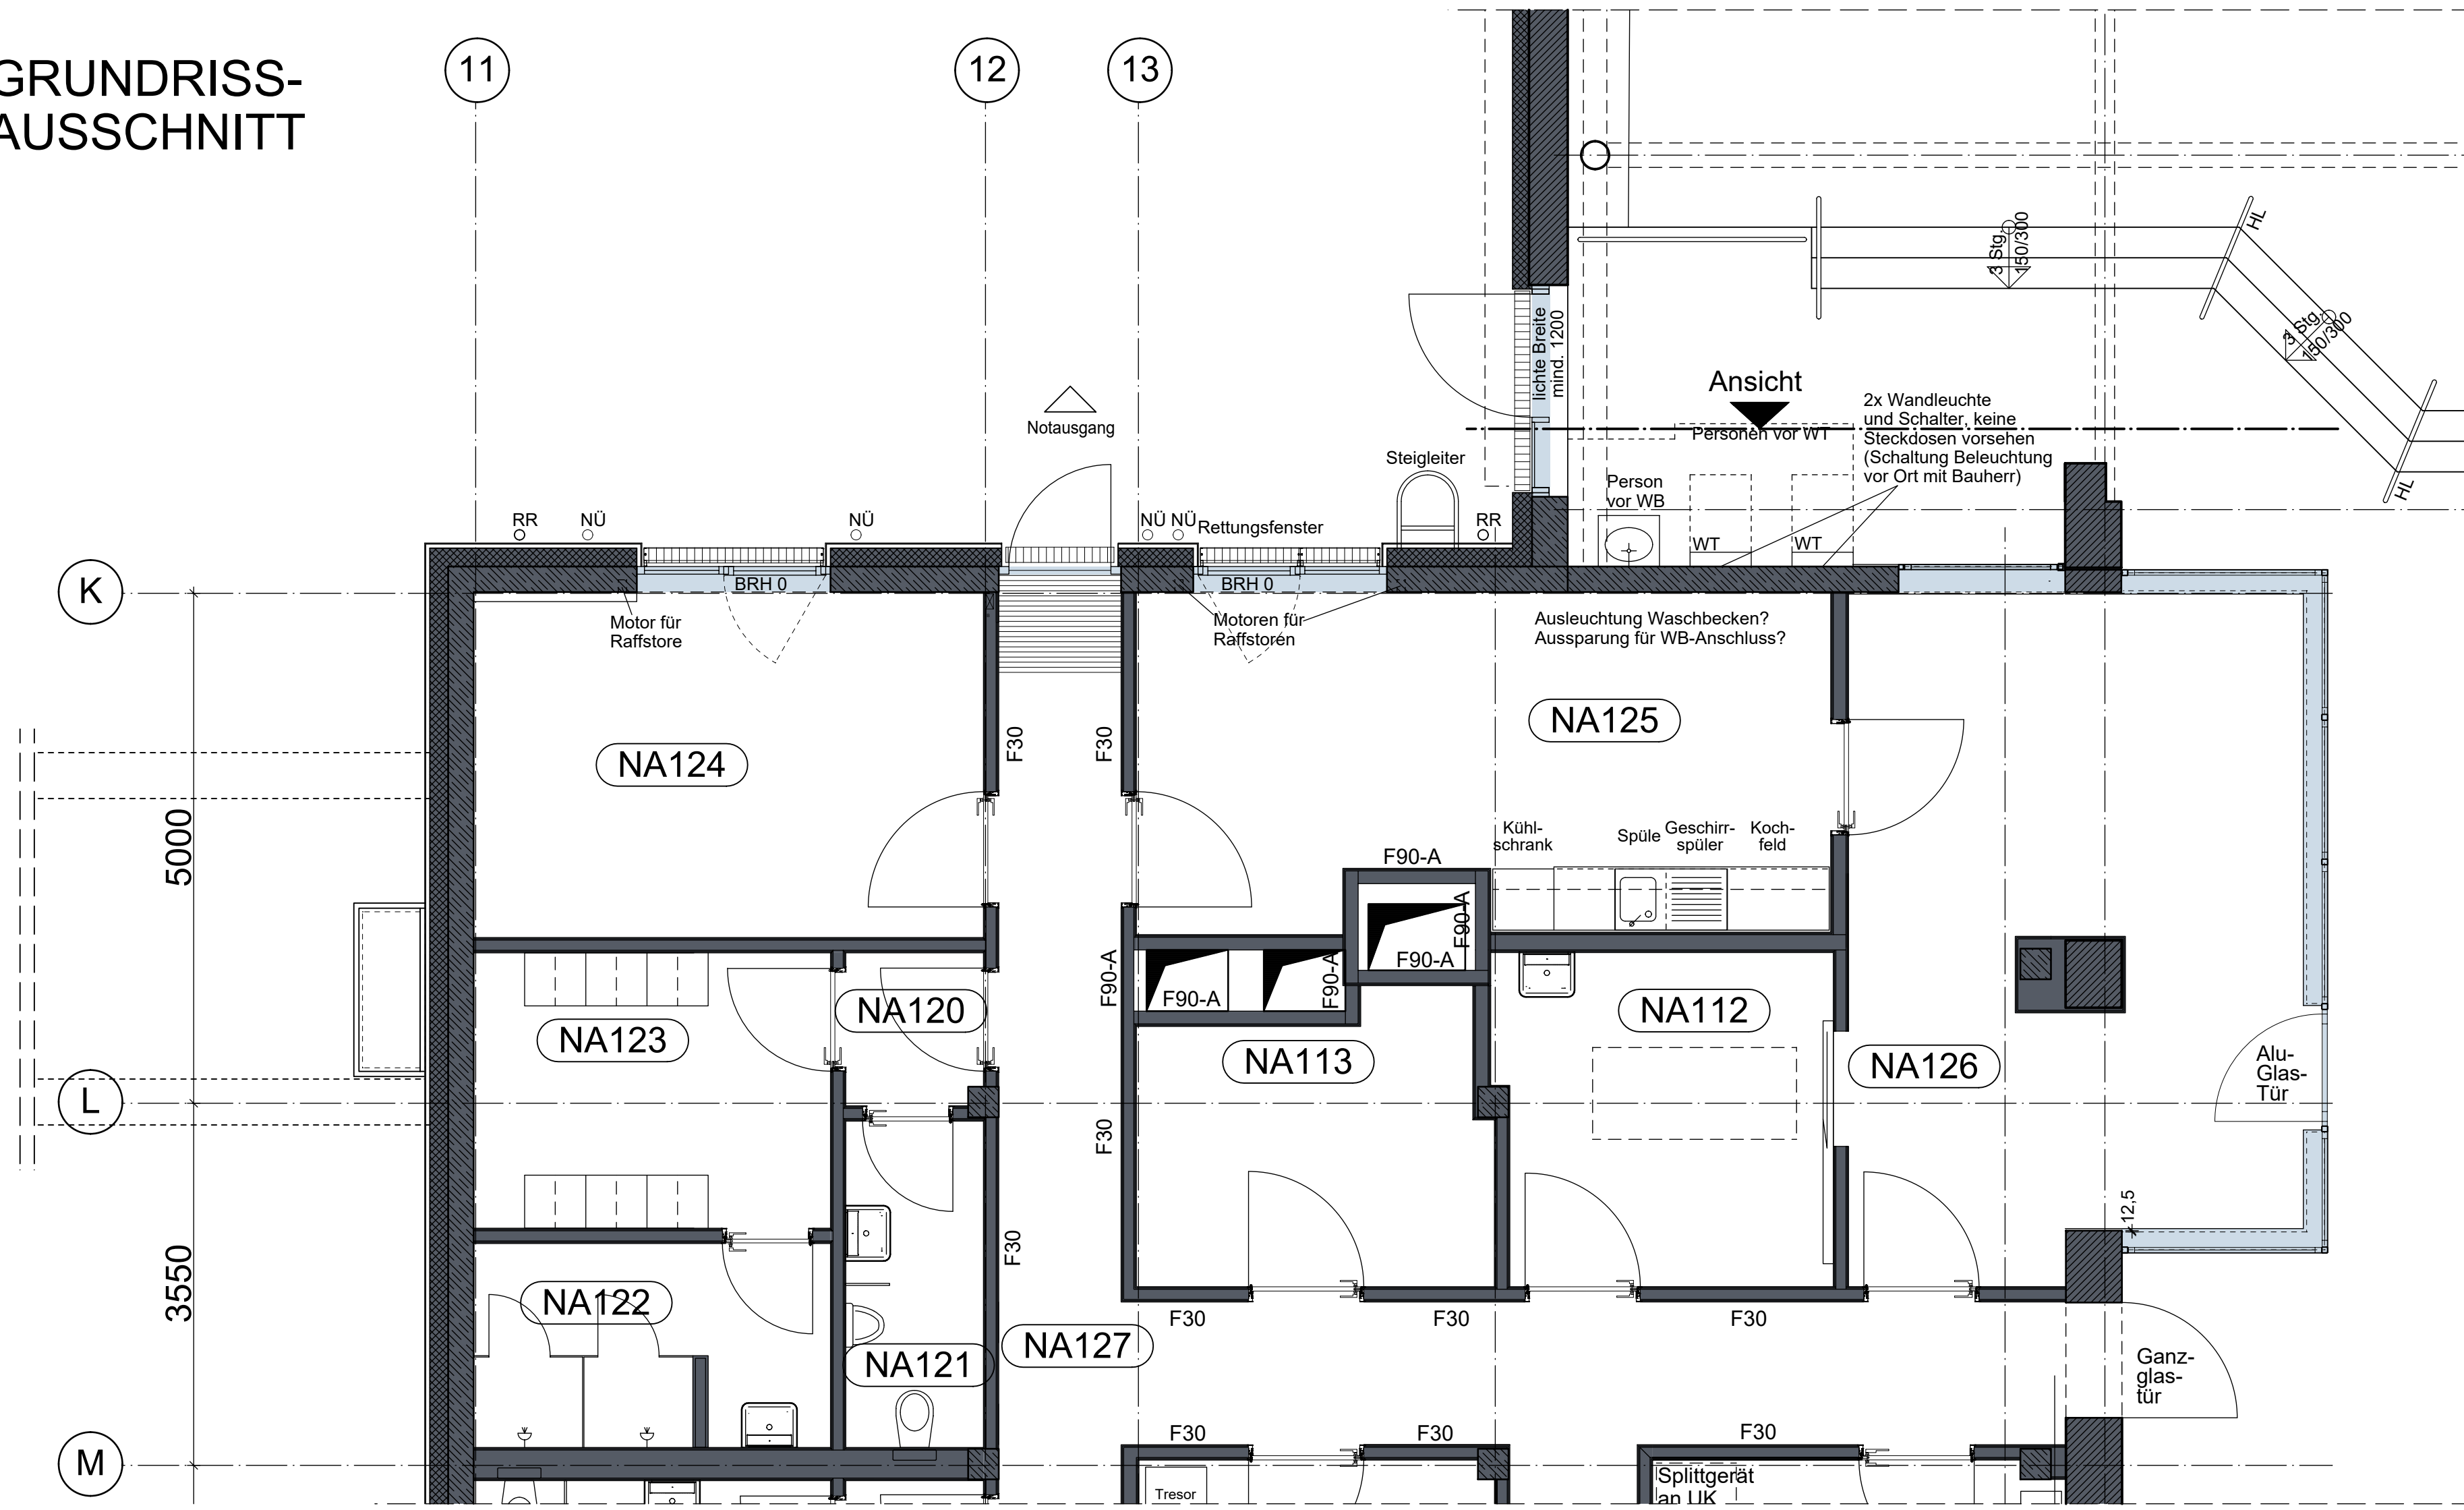 GRUNDRISS-
AUSSCHNITT
11
12
13
HL
3 Stg.
150/300
3 Stg.
150/300
HL
lichte Breite
mind. 1200
Ansicht
Personen vor WT
2x Wandleuchte
und Schalter, keine
Steckdosen vorsehen
(Schaltung Beleuchtung
vor Ort mit Bauherr)
Notausgang
Steigleiter
Person
vor WB
RR
NÜ
NÜ
NÜ
NÜ
Rettungsfenster
RR
WT
WT
K
BRH 0
BRH 0
Motor für
Raffstore
Motoren für
Raffstoren
Ausleuchtung Waschbecken?
Aussparung für WB-Anschluss?
NA124
F30
F30
NA125
5000
Kühl-
schrank
Spüle
Geschirr-
spüler
Koch-
feld
F90-A
F90-A
F90-A
F90-A
F90-A
F90-A
NA123
NA120
NA113
NA112
NA126
Alu-
Glas-
Tür
L
F30
F30
12,5
3550
NA122
NA121
NA127
F30
F30
F30
Ganz-
glas-
tür
M
F30
F30
F30
Tresor
Splittgerät
an UK